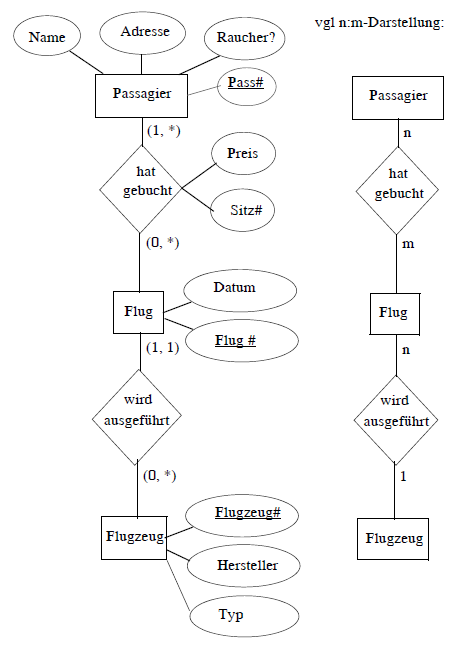 vgl n:m-Darstellung:
Name
Adresse
Raucher?
Passagier
Pass#
(1, *)
hat
gebucht
Preis
Sitz#
(0, *)
Flug
Datum
Flug #
(1, 1)
wird
ausgeführt
(0, *)
Flugzeug
Flugzeug#
Hersteller
Typ
Passagier
n
hat
gebucht
m
Flug
n
wird
ausgeführt
1
Flugzeug